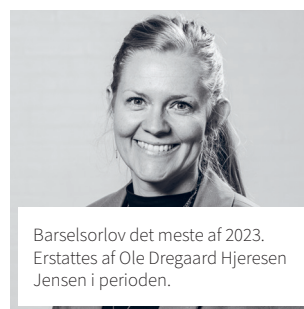 Barselsorlov det meste af 2023.
Erstattes af Ole Dregaard Hjeresen
Jensen i perioden.